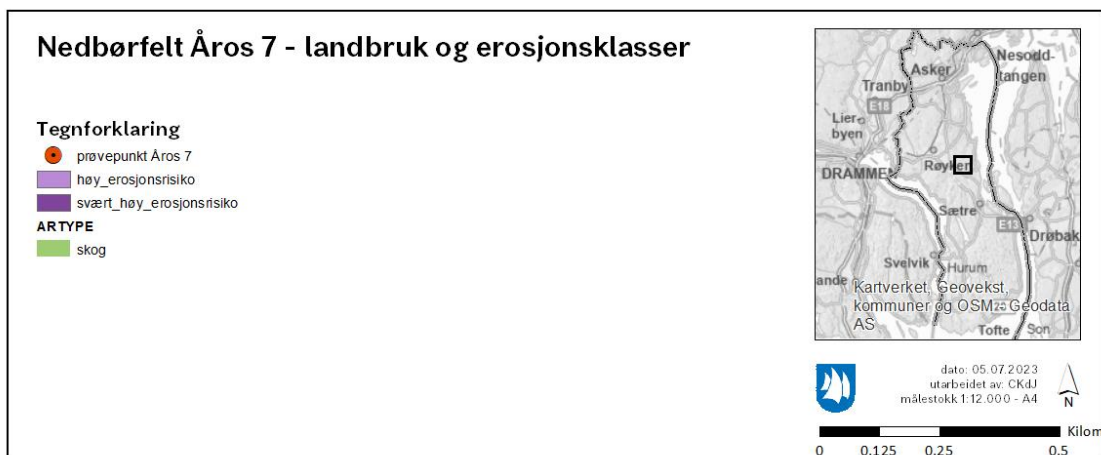 Nedbørfelt Åros 7 - landbruk og erosjonsklasser
Tegnforklaring
prøvepunkt Åros 7
høy_erosjonsrisiko
svært_høy_erosjonsrisiko
ARTYPE
skog
Nesodd-
tangen
Asker
Tranby
E18
Lier-
byen
DRAMMEN
Røyken
Sætre
Drøbak
Svelvik
Hurum
ande
Kartverket, Geovekst,
kommuner og OSM - Geodata
AS
Tofte
Son
dato: 05.07.2023
utarbeidet av: CKdJ
målestokk 1:12.000 - A4
N
Kilom
0 0.125 0.25 0.5